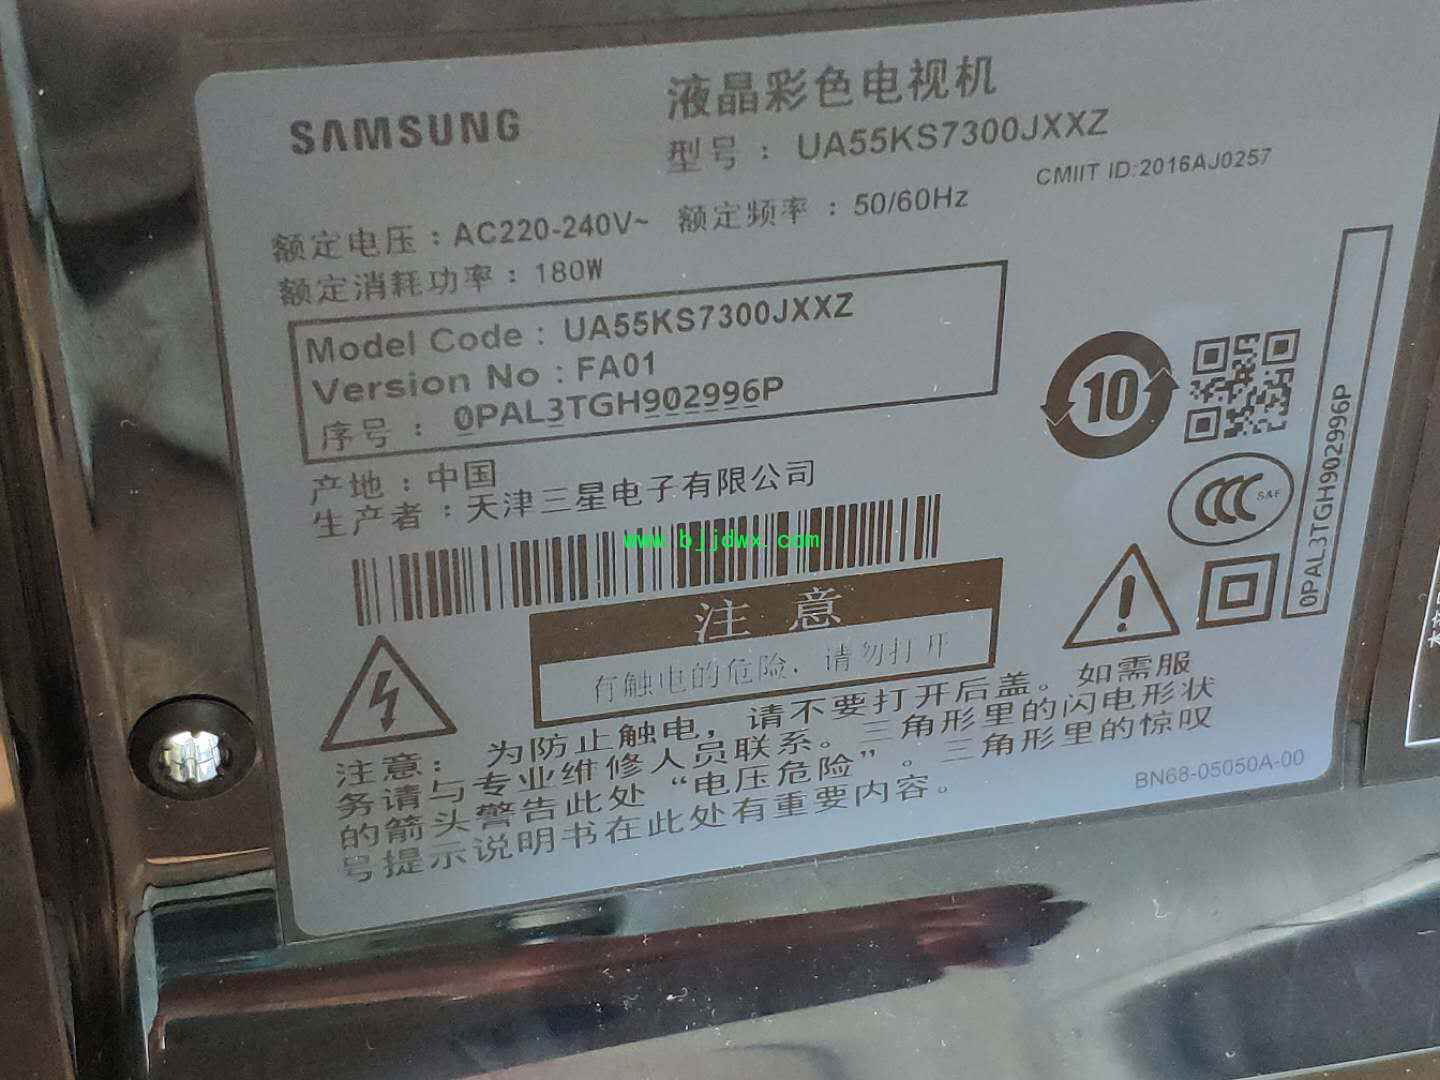 SAMSUNG
液晶彩色电视机
型号：UA55KS7300JXXZ
CMIIT ID:2016AJ0257
额定电压：AC220-240V~ 额定频率：50/60Hz
额定消耗功率：180W
Model Code : UA55KS7300JXXZ
Version No : FA01
序号：0PAL3TGH902996P
产地：中国
生产者：天津三星电子有限公司
10
CCC S&E
0PAL3TGH902996P
www.bjjdwx.com
注意
有触电的危险，请勿打开
注意：为防止触电，请不要打开后盖。如需服
务请与专业维修人员联系。三角形里的闪电形状
的箭头警告此处“电压危险”。三角形里的惊叹
号提示说明书在此处有重要内容。
BN68-05050A-00